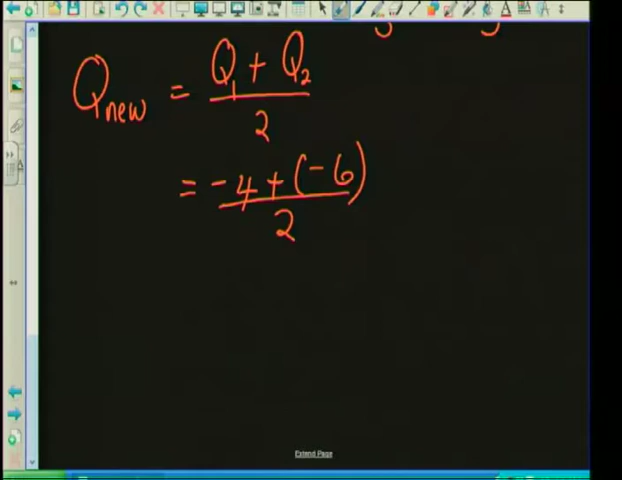 Qnew = Q1 + Q2 / 2
= -4 + (-6) / 2
Extend Page